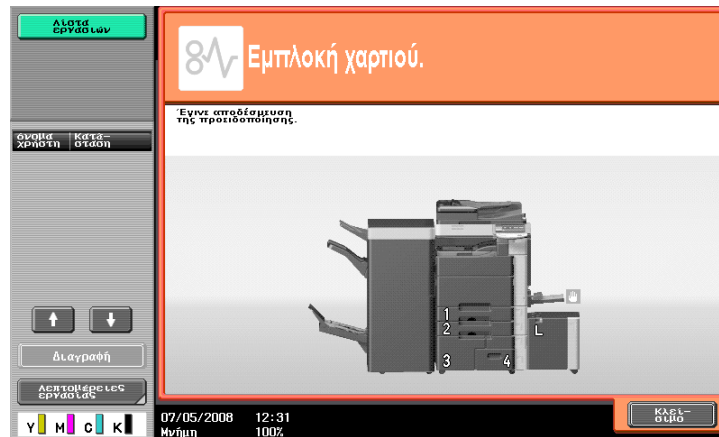 Λίστα
εργασιών
Εμπλοκή χαρτιού.
Έγινε αποδέσμευση
της προειδοποίησης.
όνομα χρήστη
Κατά-
σταση
1
2
3
4
L
Διαγραφή
Λεπτομέρειες
εργασίας
Y M C K
07/05/2008 12:31
Μνήμη 100%
Κλεί-
σιμο